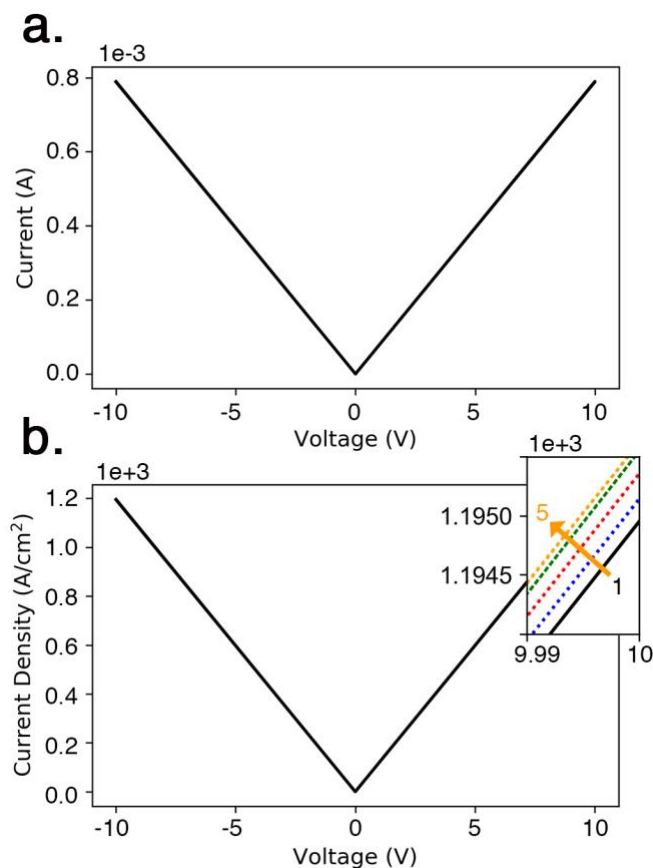 a.
1e-3
0.8
0.6
0.4
0.2
0.0
Current (A)
-10 -5 0 5 10
Voltage (V)
b.
1e+3
1.2
1.0
0.8
0.6
0.4
0.2
0.0
Current Density (A/cm²)
-10 -5 0 5 10
Voltage (V)
1e+3
1.1950
1.1945
5
1
9.99 10